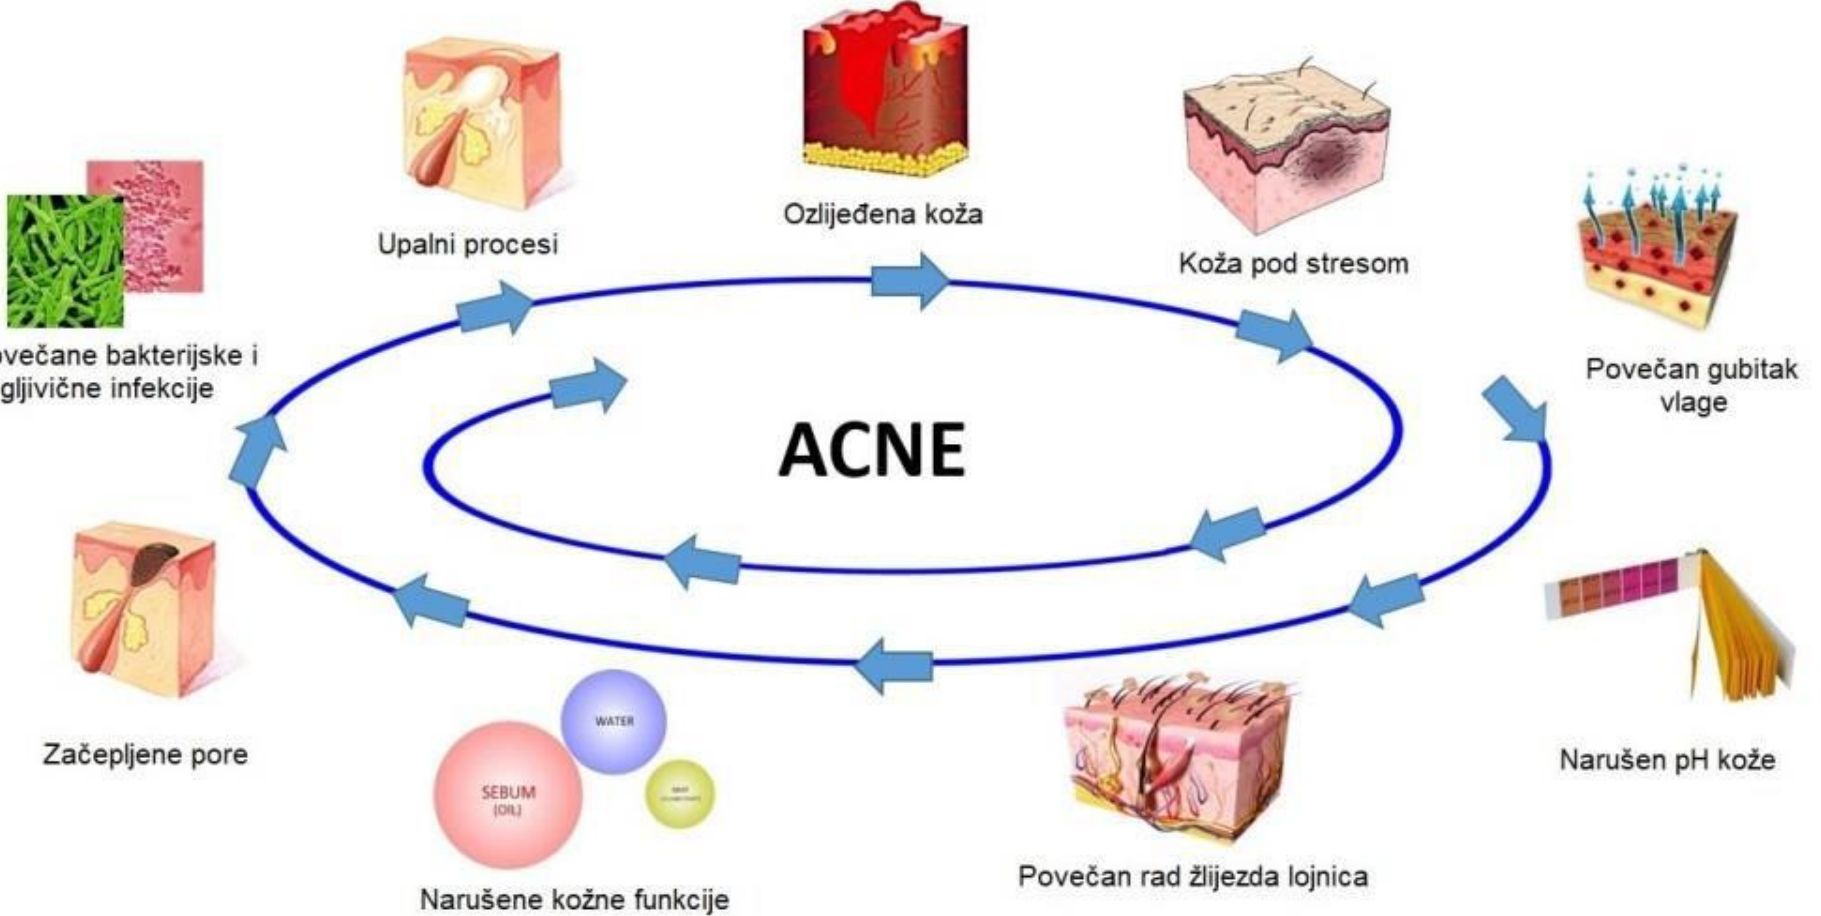 Ozlijeđena koža
Upalni procesi
Koža pod stresom
ovečane bakterijske i
gljivične infekcije
Povečan gubitak
vlage
ACNE
Začepljene pore
WATER
SEBUM
(OIL)
Narušene kožne funkcije
Povečan rad žlijezda lojnica
Narušen pH kože